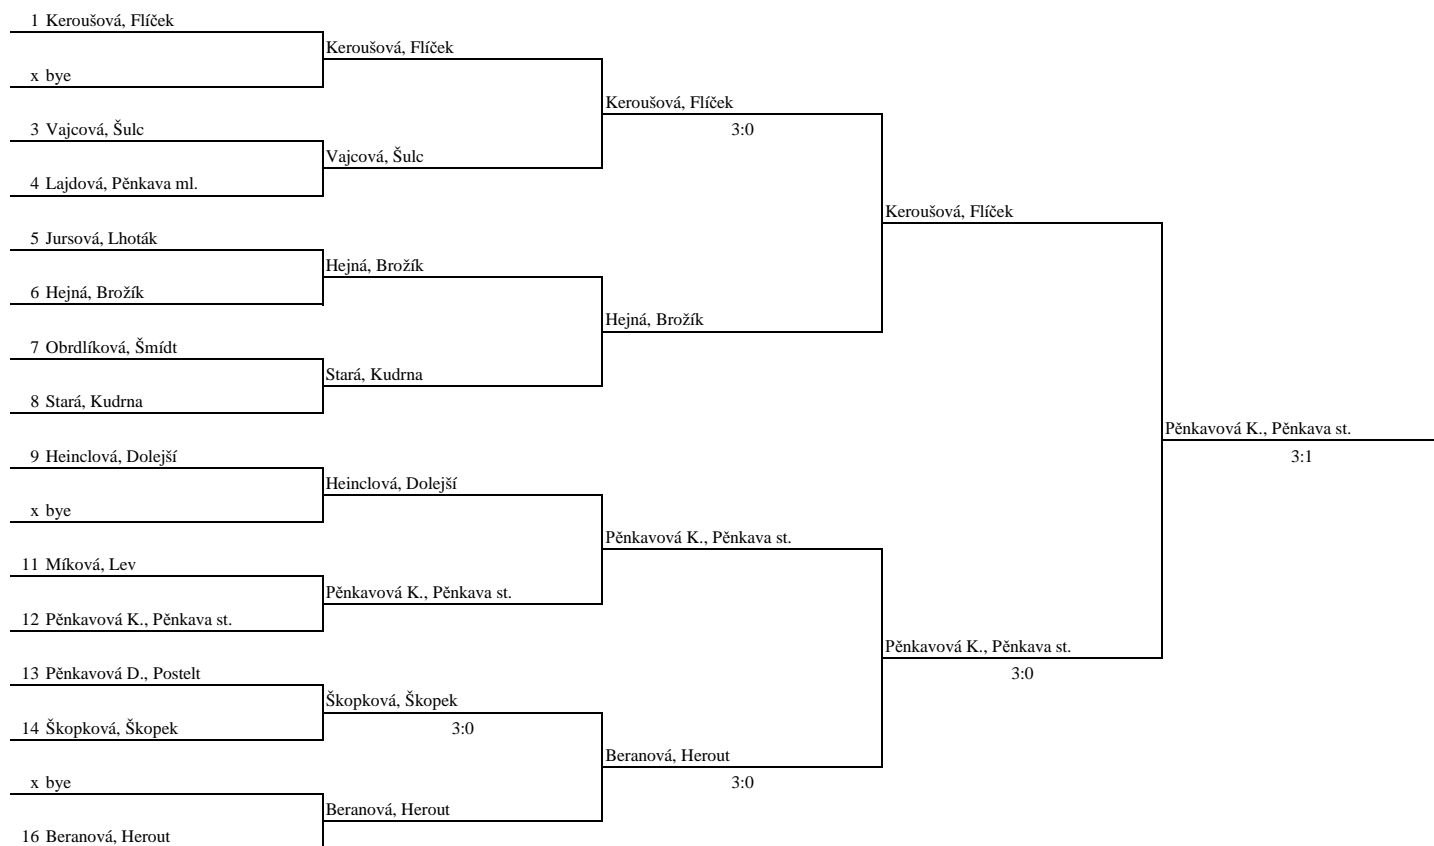 1 Keroušová, Flíček
Keroušová, Flíček
x bye
Keroušová, Flíček
3:0
3 Vajcová, Šulc
Vajcová, Šulc
4 Lajdová, Pěnkava ml.
Keroušová, Flíček
5 Jursová, Lhoták
Hejná, Brožík
6 Hejná, Brožík
Hejná, Brožík
7 Obrdlíková, Šmídt
Stará, Kudrna
8 Stará, Kudrna
Pěnkavová K., Pěnkava st.
3:1
9 Heinclová, Dolejší
Heinclová, Dolejší
x bye
Pěnkavová K., Pěnkava st.
11 Míková, Lev
Pěnkavová K., Pěnkava st.
12 Pěnkavová K., Pěnkava st.
Pěnkavová K., Pěnkava st.
3:0
13 Pěnkavová D., Postelt
Škopková, Škopek
3:0
14 Škopková, Škopek
Beranová, Herout
3:0
x bye
Beranová, Herout
16 Beranová, Herout